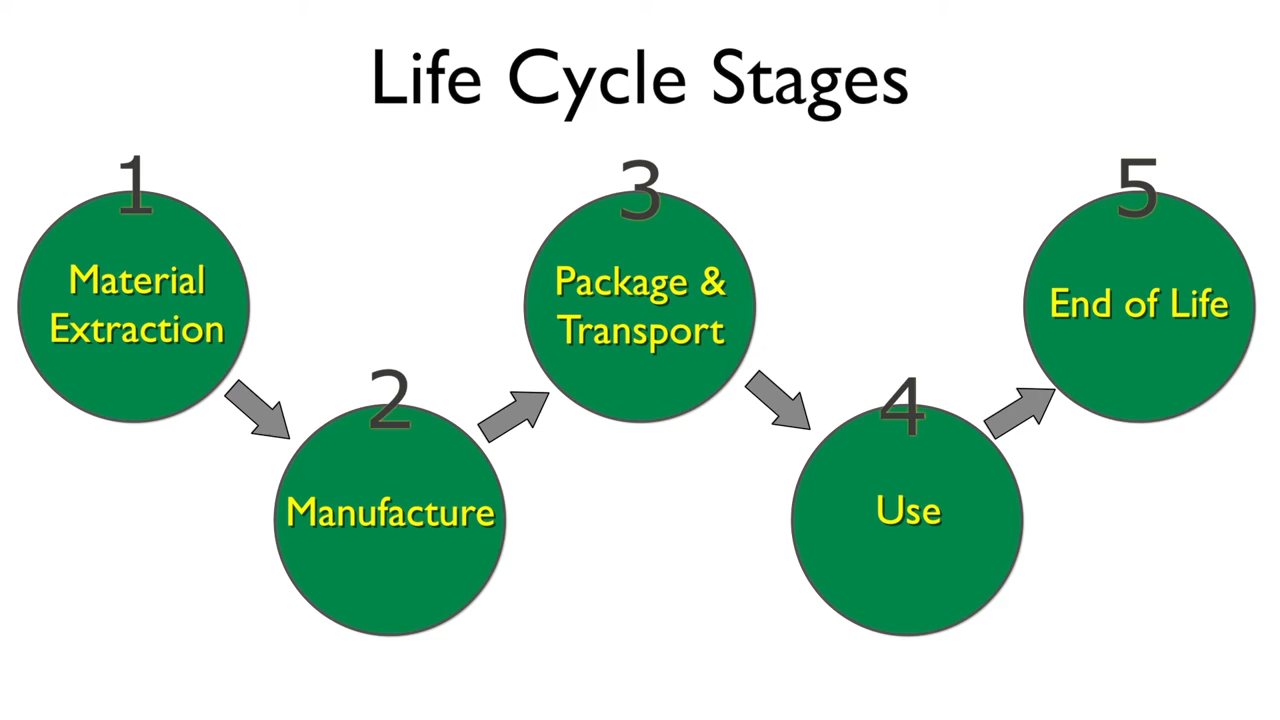 Life Cycle Stages
1
Material
Extraction
2
Manufacture
3
Package &
Transport
4
Use
5
End of Life